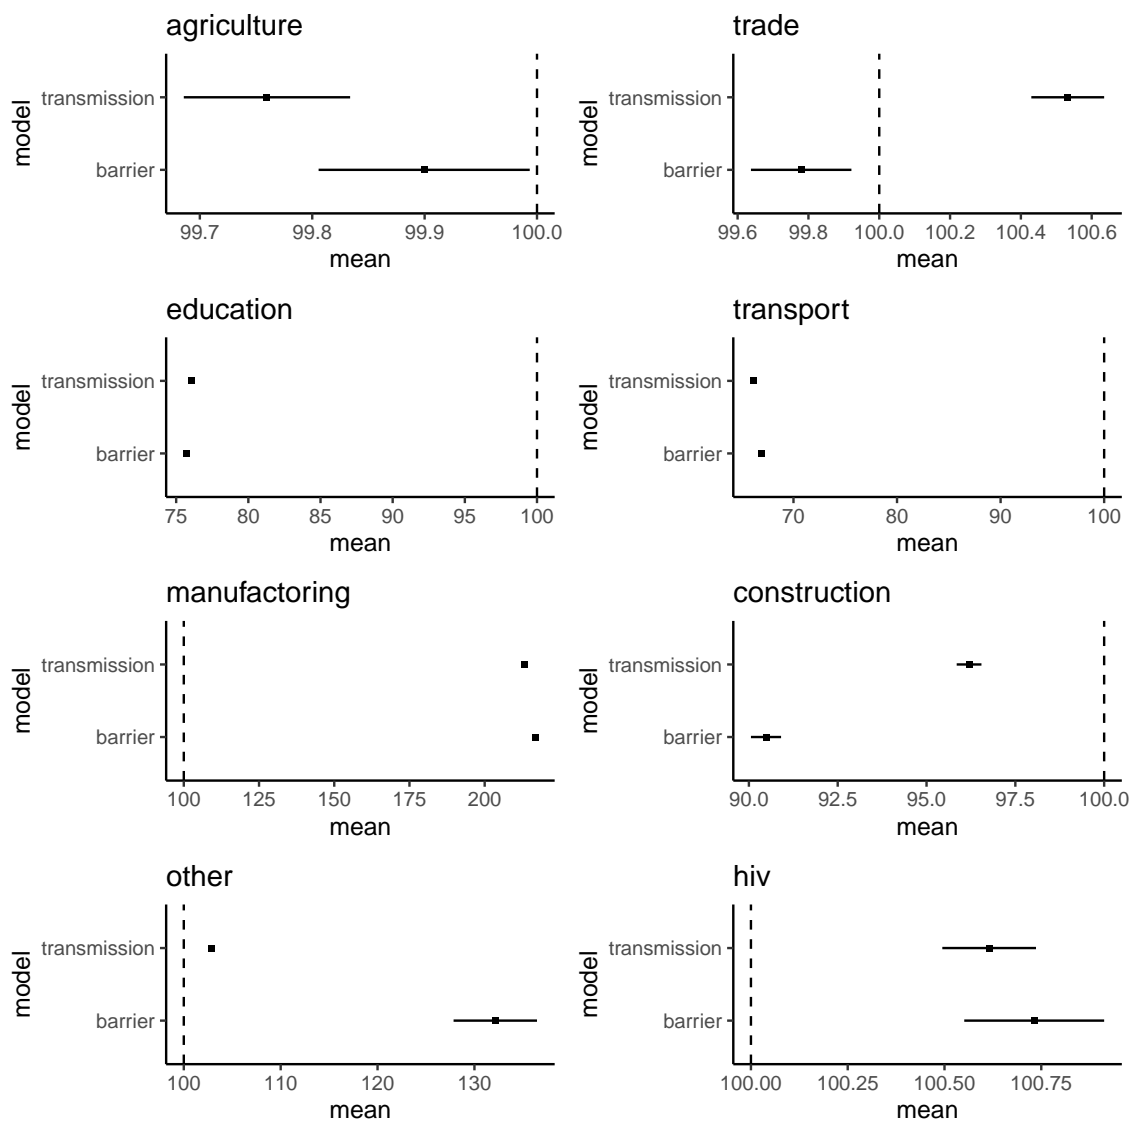 agriculture
model
transmission
barrier
99.7 99.8 99.9 100.0
mean
trade
model
transmission
barrier
99.6 99.8 100.0 100.2 100.4 100.6
mean
education
model
transmission
barrier
75 80 85 90 95 100
mean
transport
model
transmission
barrier
70 80 90 100
mean
manufactoring
model
transmission
barrier
100 125 150 175 200
mean
construction
model
transmission
barrier
90.0 92.5 95.0 97.5 100.0
mean
other
model
transmission
barrier
100 110 120 130
mean
hiv
model
transmission
barrier
100.00 100.25 100.50 100.75
mean